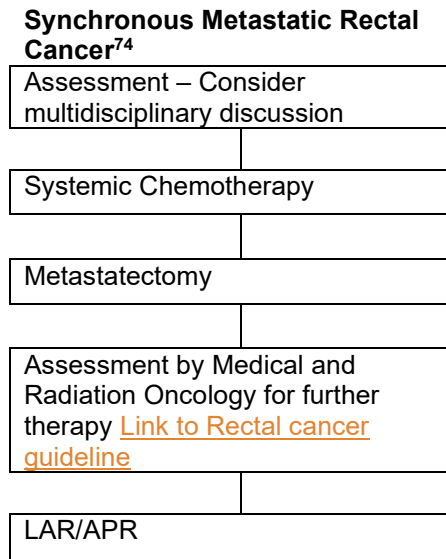 Synchronous Metastatic Rectal
Cancer74
Assessment – Consider
multidisciplinary discussion
Systemic Chemotherapy
Metastatectomy
Assessment by Medical and
Radiation Oncology for further
therapy Link to Rectal cancer
guideline
LAR/APR